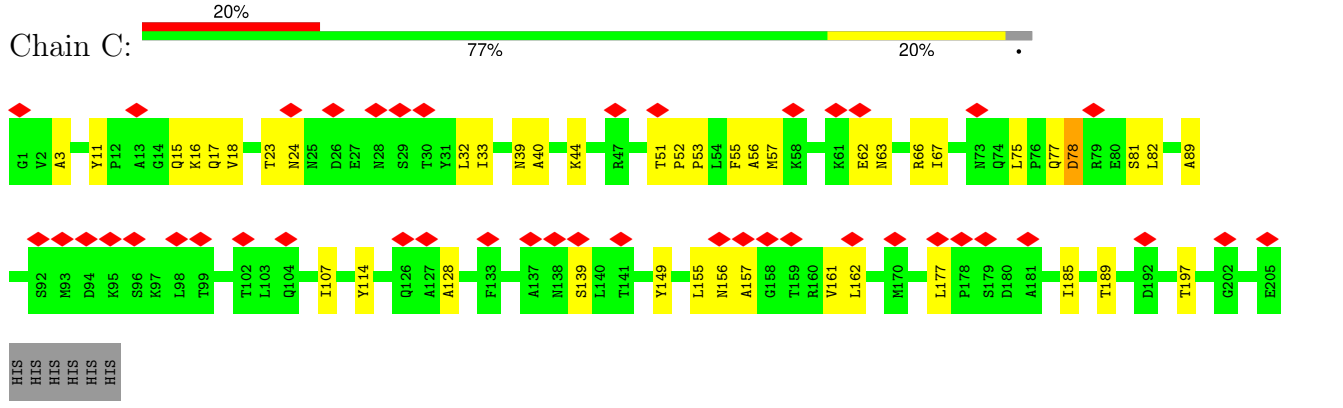 20%
Chain C:
77% 20% •
G1 V2 A3 Y11 P12 A13 G14 Q15 K16 Q17 V18 T23 N24 N25 D26 E27 N28 S29 T30 Y31 L32 I33 N39 A40 K44 R47 T51 P52 P53 L54 F55 A56 M57 K58 K61 E62 N63 R66 I67 N73 Q74 L75 P76 Q77 D78 R79 E80 S81 L82 A89
S92 M93 D94 K95 S96 K97 L98 T99 T102 L103 Q104 I107 Y114 Q126 A127 A128 F133 A137 N138 S139 L140 T141 Y149 L155 N156 A157 G158 T159 R160 V161 L162 M170 L177 P178 S179 D180 A181 I185 T189 D192 T197 G202 E205
HIS HIS HIS HIS HIS HIS